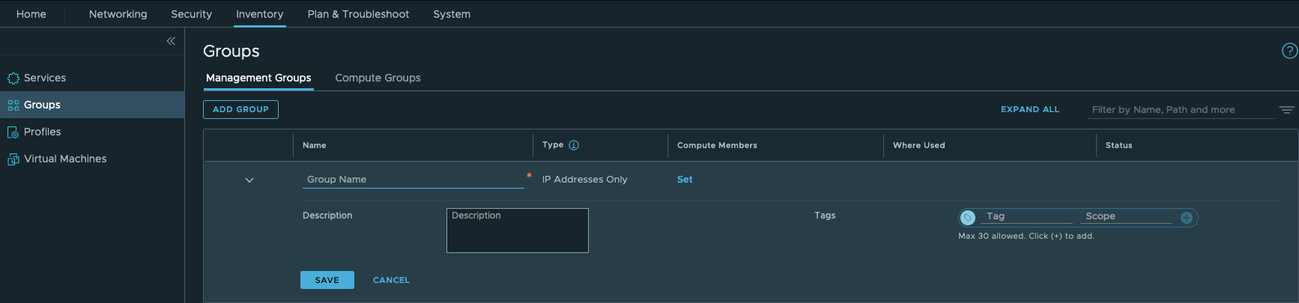 Home Networking Security Inventory Plan & Troubleshoot System
Groups
Management Groups Compute Groups
Services
Groups
Profiles
Virtual Machines
ADD GROUP EXPAND ALL Filter by Name, Path and more
Name Type Compute Members Where Used Status
Group Name * IP Addresses Only Set
Description Description Tags Tag Scope
Max 30 allowed. Click (+) to add.
SAVE CANCEL